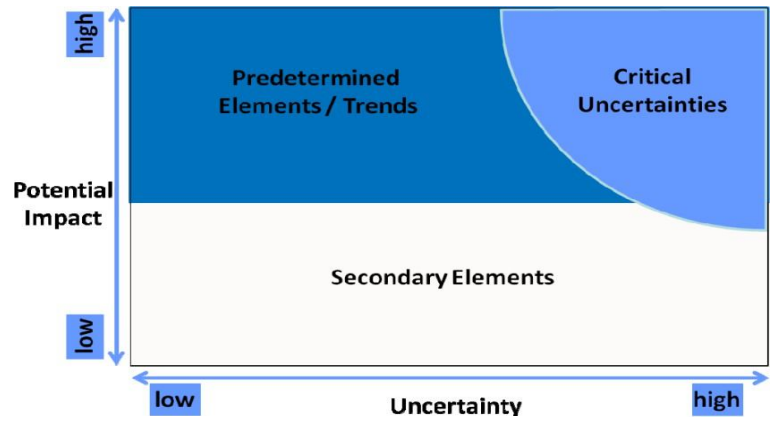 high
Predetermined
Elements / Trends
Critical
Uncertainties
Potential
Impact
Secondary Elements
low
low
Uncertainty
high